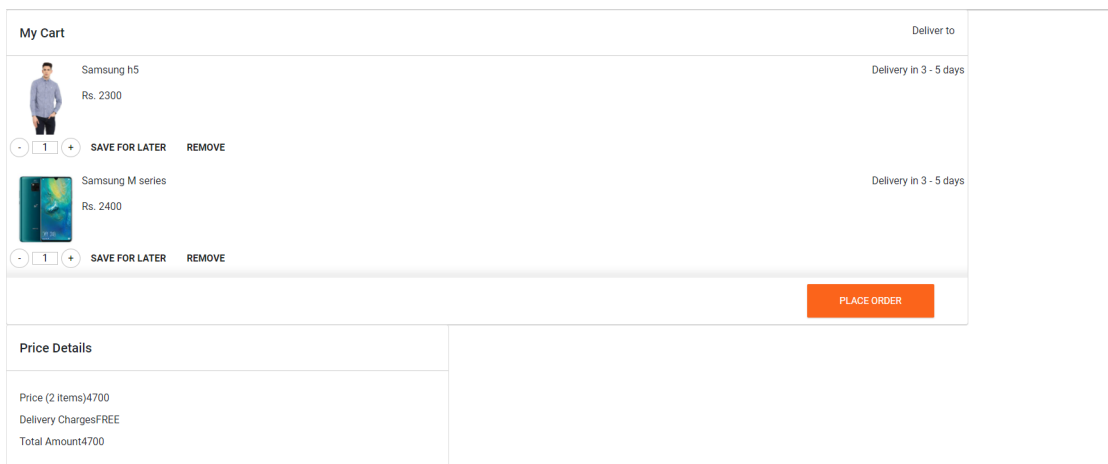 My Cart
Deliver to
Samsung h5
Delivery in 3 - 5 days
Rs. 2300
- 1 + SAVE FOR LATER REMOVE
Samsung M series
Delivery in 3 - 5 days
Rs. 2400
- 1 + SAVE FOR LATER REMOVE
PLACE ORDER
Price Details
Price (2 items)4700
Delivery ChargesFREE
Total Amount4700